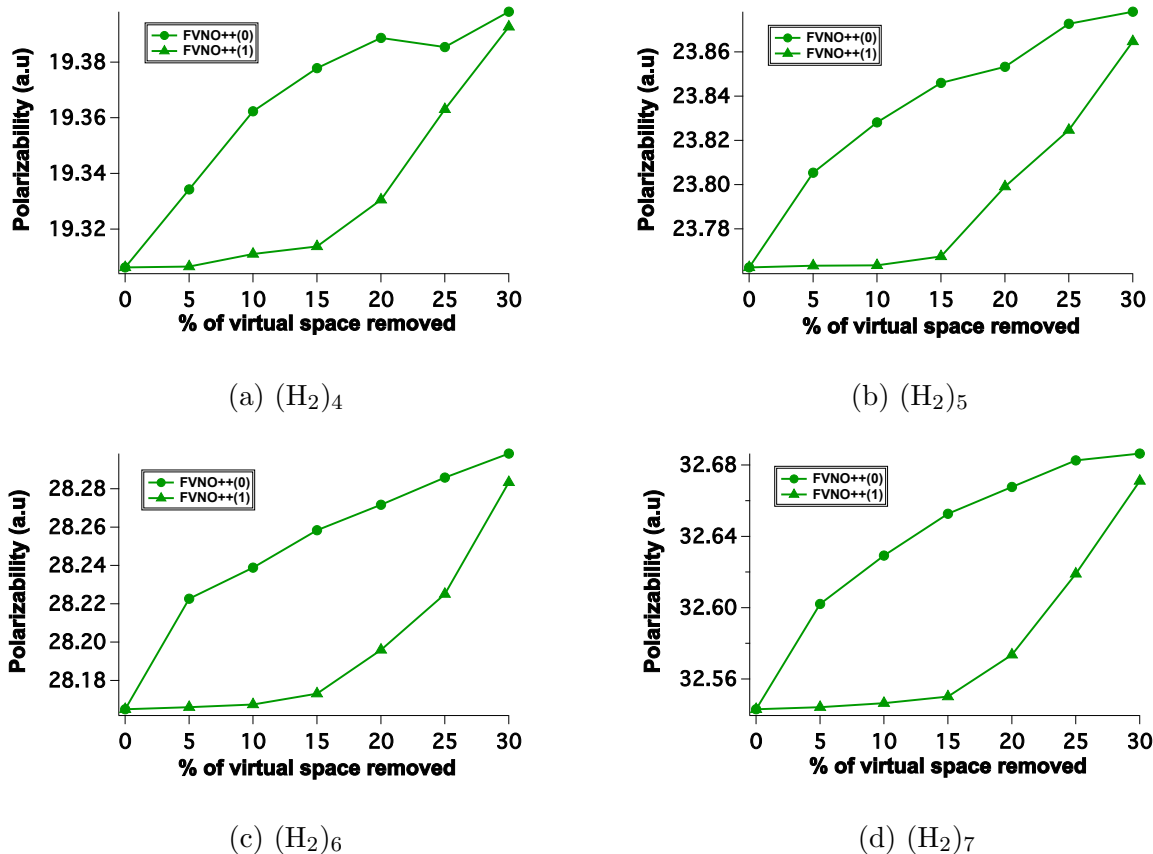 Polarizability (a.u)
FVNO++(0)
FVNO++(1)
19.38
19.36
19.34
19.32
0 5 10 15 20 25 30
% of virtual space removed
(a) (H₂)₄
Polarizability (a.u)
FVNO++(0)
FVNO++(1)
23.86
23.84
23.82
23.80
23.78
0 5 10 15 20 25 30
% of virtual space removed
(b) (H₂)₅
Polarizability (a.u)
FVNO++(0)
FVNO++(1)
28.28
28.26
28.24
28.22
28.20
28.18
0 5 10 15 20 25 30
% of virtual space removed
(c) (H₂)₆
Polarizability (a.u)
FVNO++(0)
FVNO++(1)
32.68
32.64
32.60
32.56
0 5 10 15 20 25 30
% of virtual space removed
(d) (H₂)₇